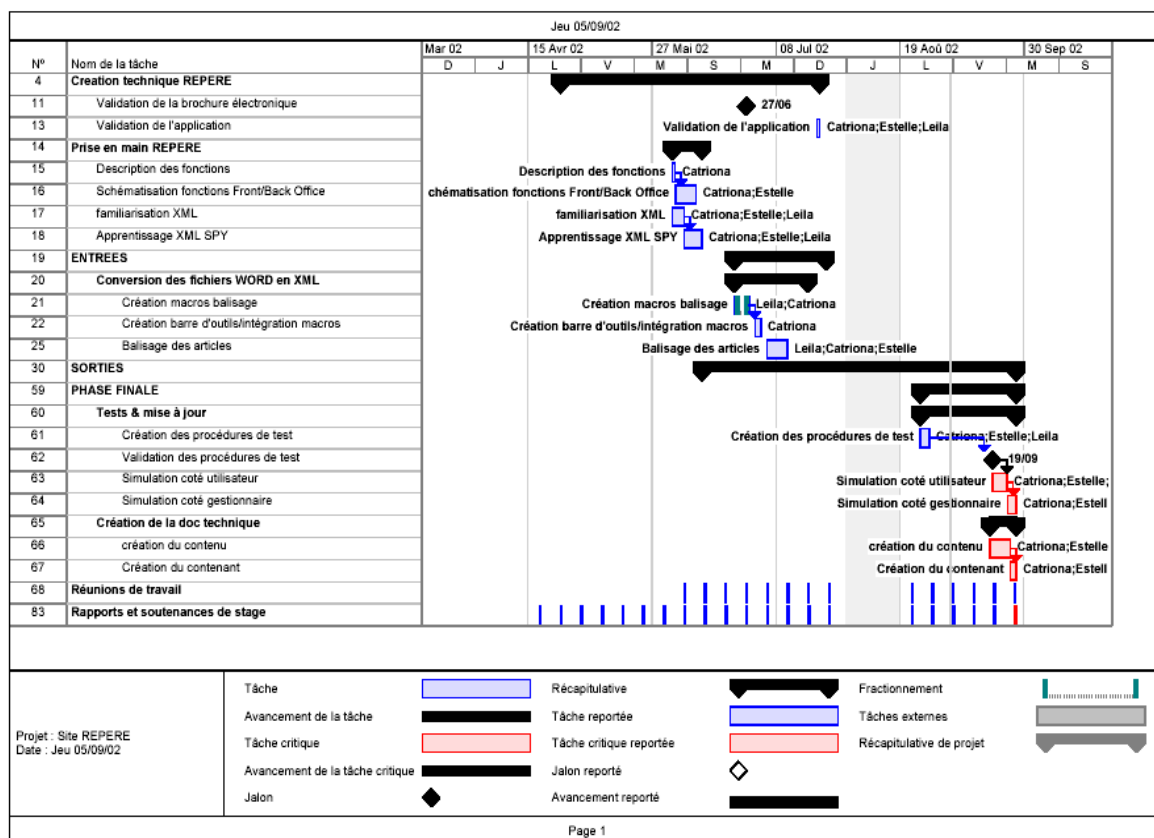 Jeu 05/09/02
Mar 02 15 Avr 02 27 Mai 02 08 Jul 02 19 Aoû 02 30 Sep 02
N° Nom de la tâche D J L V M S M D J L V M S
4 Creation technique REPERE
11 Validation de la brochure électronique 27/06
13 Validation de l'application Validation de l'application Catriona;Estelle;Leila
14 Prise en main REPERE
15 Description des fonctions Description des fonctions Catriona
16 Schématisation fonctions Front/Back Office chématisation fonctions Front/Back Office Catriona;Estelle
17 familiarisation XML familiarisation XML Catriona;Estelle;Leila
18 Apprentissage XML SPY Apprentissage XML SPY Catriona;Estelle;Leila
19 ENTREES
20 Conversion des fichiers WORD en XML
21 Création macros balisage Création macros balisage Leila;Catriona
22 Création barre d'outils/intégration macros Création barre d'outils/intégration macros Catriona
25 Balisage des articles Balisage des articles Leila;Catriona;Estelle
30 SORTIES
59 PHASE FINALE
60 Tests & mise à jour
61 Création des procédures de test Création des procédures de test Catriona;Estelle;Leila
62 Validation des procédures de test 19/09
63 Simulation coté utilisateur Simulation coté utilisateur Catriona;Estelle;
64 Simulation coté gestionnaire Simulation coté gestionnaire Catriona;Estell
65 Création de la doc technique
66 création du contenu création du contenu Catriona;Estelle
67 Création du contenant Création du contenant Catriona;Estell
68 Réunions de travail
83 Rapports et soutenances de stage
Projet : Site REPERE
Date : Jeu 05/09/02
Tâche Récapitulative Fractionnement
Avancement de la tâche Tâche reportée Tâches externes
Tâche critique Tâche critique reportée Récapitulative de projet
Avancement de la tâche critique Jalon reporté
Jalon Avancement reporté
Page 1